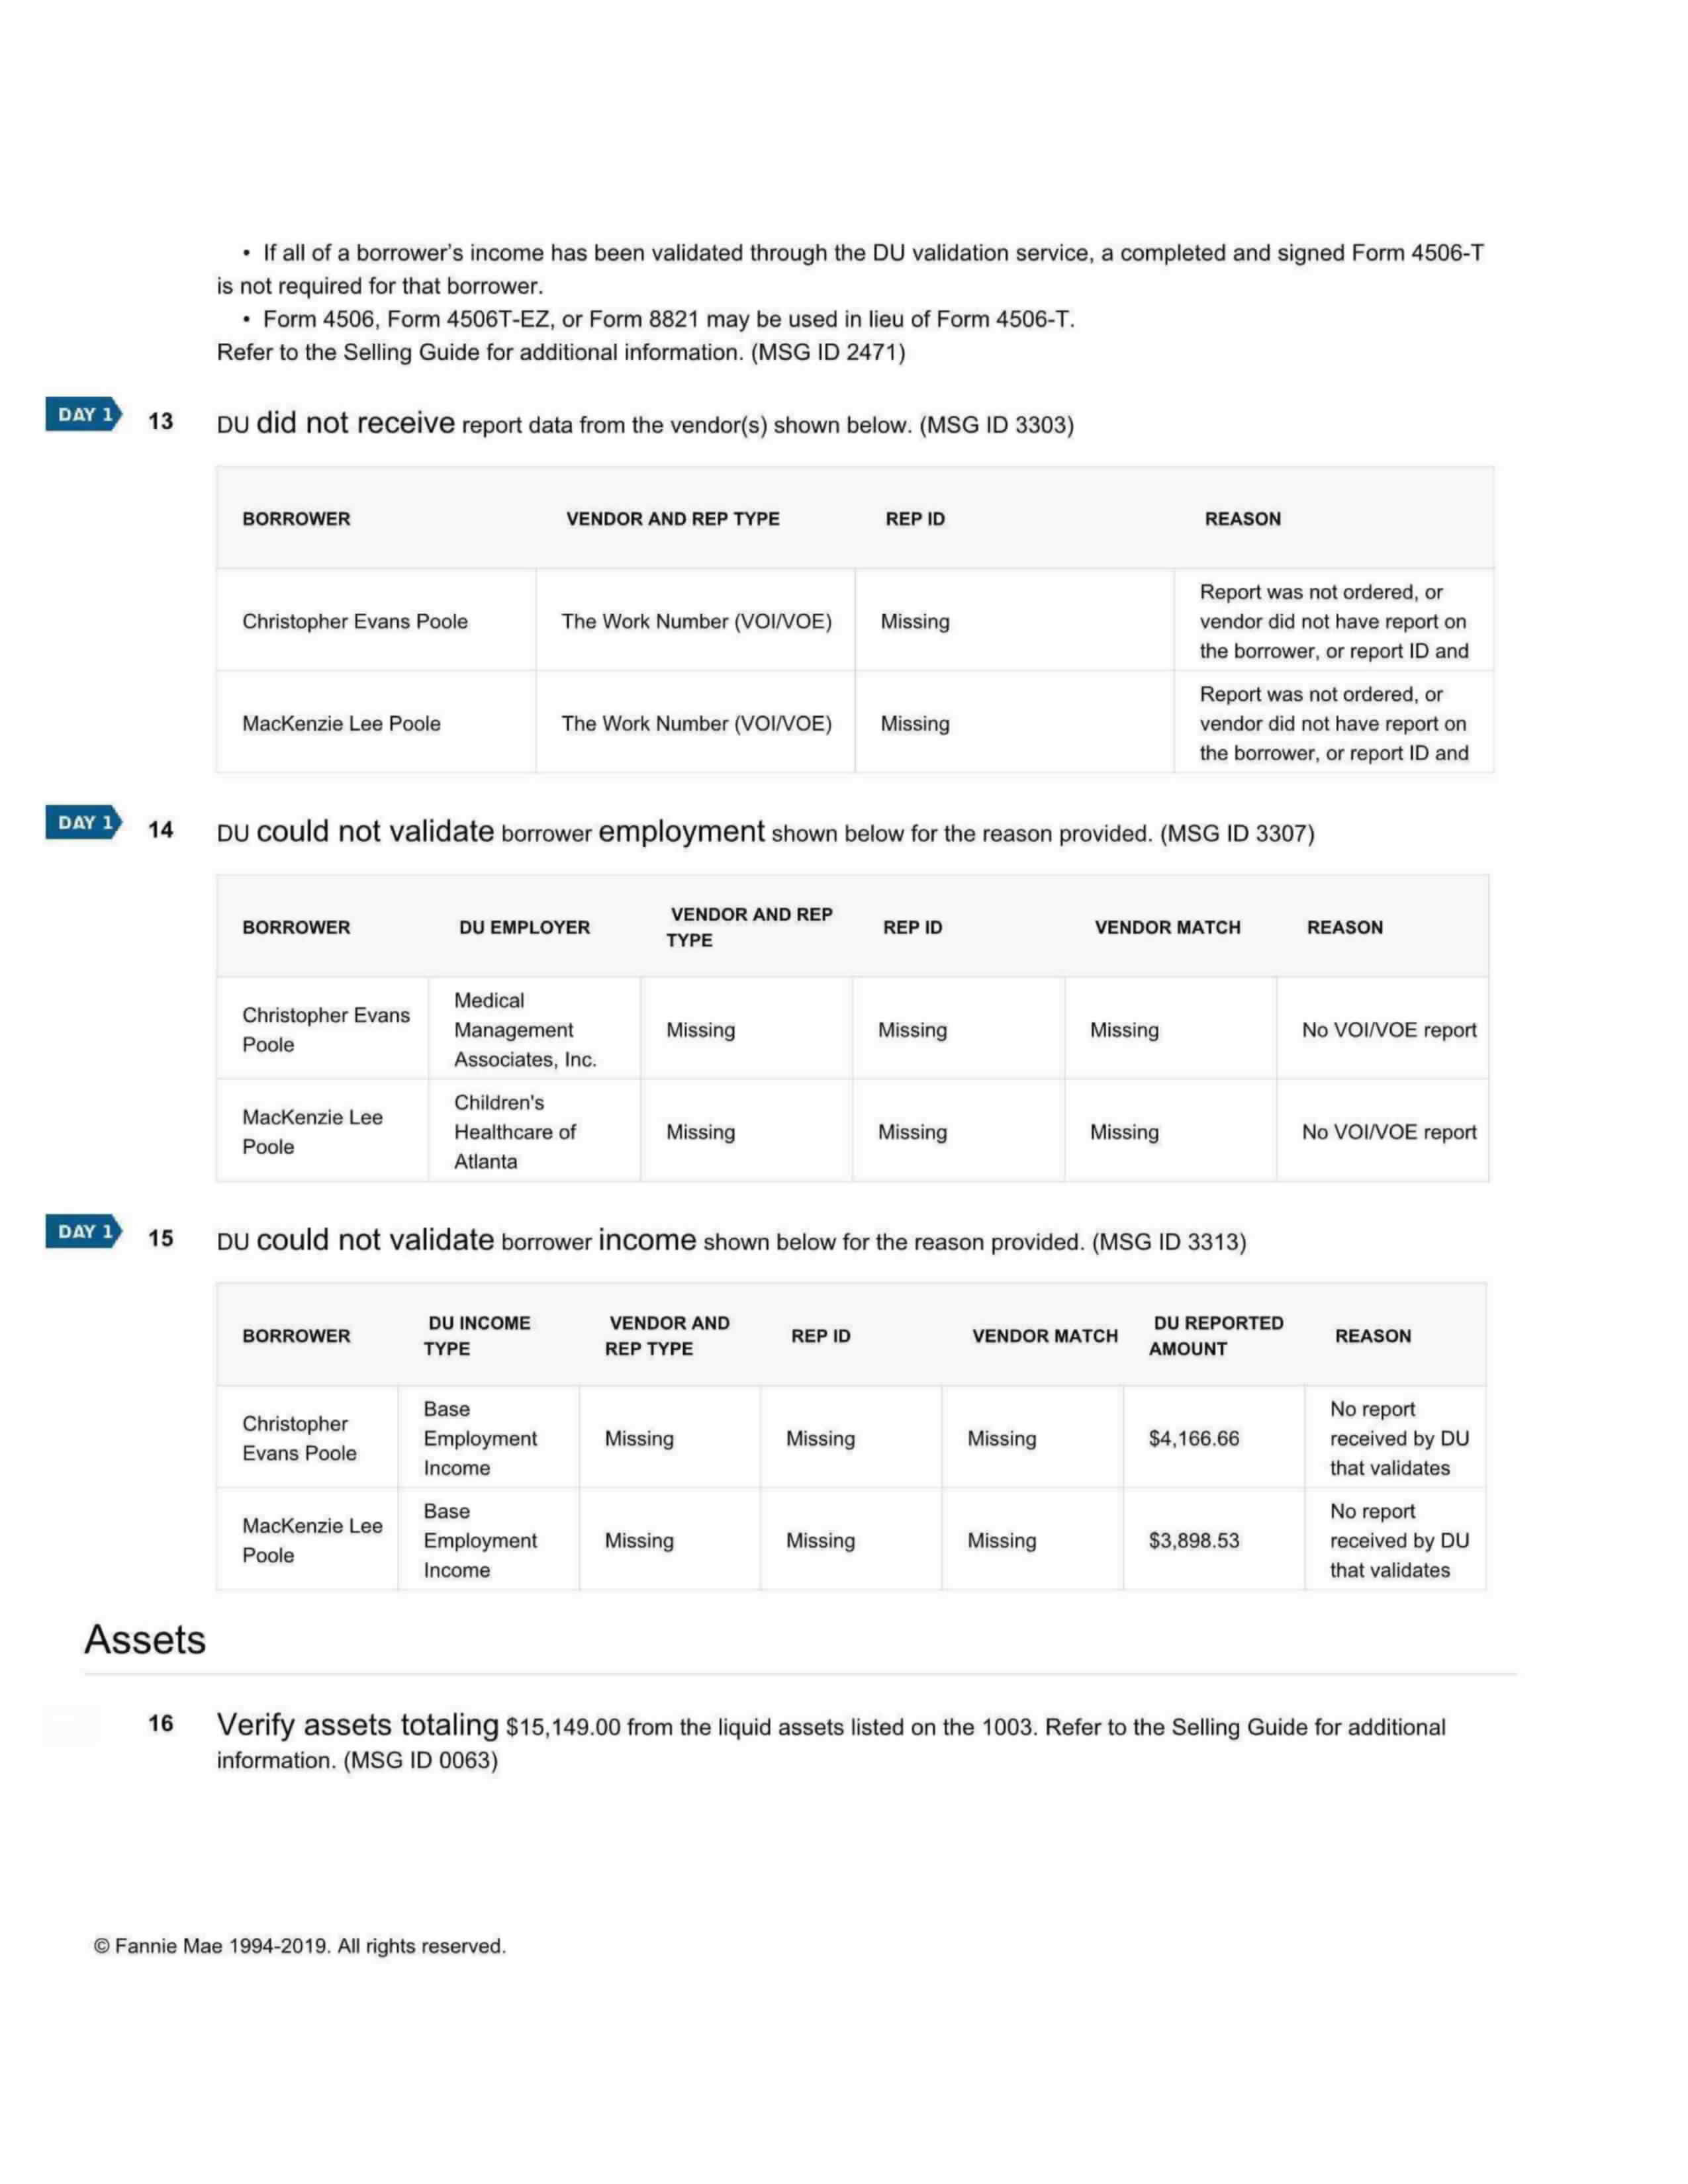 • If all of a borrower's income has been validated through the DU validation service, a completed and signed Form 4506-T
is not required for that borrower.
• Form 4506, Form 4506T-EZ, or Form 8821 may be used in lieu of Form 4506-T.
Refer to the Selling Guide for additional information. (MSG ID 2471)
DAY 1 13 DU did not receive report data from the vendor(s) shown below. (MSG ID 3303)
BORROWER VENDOR AND REP TYPE REP ID REASON
Christopher Evans Poole The Work Number (VOI/VOE) Missing Report was not ordered, or
vendor did not have report on
the borrower, or report ID and
MacKenzie Lee Poole The Work Number (VOI/VOE) Missing Report was not ordered, or
vendor did not have report on
the borrower, or report ID and
DAY 1 14 DU could not validate borrower employment shown below for the reason provided. (MSG ID 3307)
BORROWER DU EMPLOYER VENDOR AND REP
TYPE REP ID VENDOR MATCH REASON
Christopher Evans
Poole
Medical
Management
Associates, Inc.
Missing Missing Missing No VOI/VOE report
MacKenzie Lee
Poole
Children's
Healthcare of
Atlanta
Missing Missing Missing No VOI/VOE report
DAY 1 15 DU could not validate borrower income shown below for the reason provided. (MSG ID 3313)
BORROWER DU INCOME
TYPE
VENDOR AND
REP TYPE
REP ID VENDOR MATCH DU REPORTED
AMOUNT
REASON
Christopher
Evans Poole
Base
Employment
Income
Missing Missing Missing $4,166.66 No report
received by DU
that validates
MacKenzie Lee
Poole
Base
Employment
Income
Missing Missing Missing $3,898.53 No report
received by DU
that validates
Assets
16 Verify assets totaling $15,149.00 from the liquid assets listed on the 1003. Refer to the Selling Guide for additional
information. (MSG ID 0063)
© Fannie Mae 1994-2019. All rights reserved.